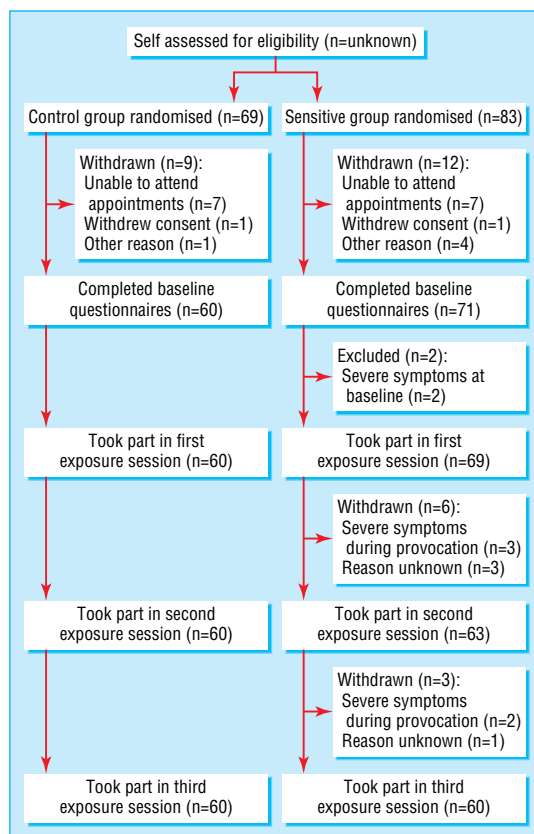 Self assessed for eligibility (n=unknown)
Control group randomised (n=69)
Sensitive group randomised (n=83)
Withdrawn (n=9):
Unable to attend
appointments (n=7)
Withdrew consent (n=1)
Other reason (n=1)
Withdrawn (n=12):
Unable to attend
appointments (n=7)
Withdrew consent (n=1)
Other reason (n=4)
Completed baseline
questionnaires (n=60)
Completed baseline
questionnaires (n=71)
Excluded (n=2):
Severe symptoms at
baseline (n=2)
Took part in first
exposure session (n=60)
Took part in first
exposure session (n=69)
Withdrawn (n=6):
Severe symptoms
during provocation (n=3)
Reason unknown (n=3)
Took part in second
exposure session (n=60)
Took part in second
exposure session (n=63)
Withdrawn (n=3):
Severe symptoms
during provocation (n=2)
Reason unknown (n=1)
Took part in third
exposure session (n=60)
Took part in third
exposure session (n=60)